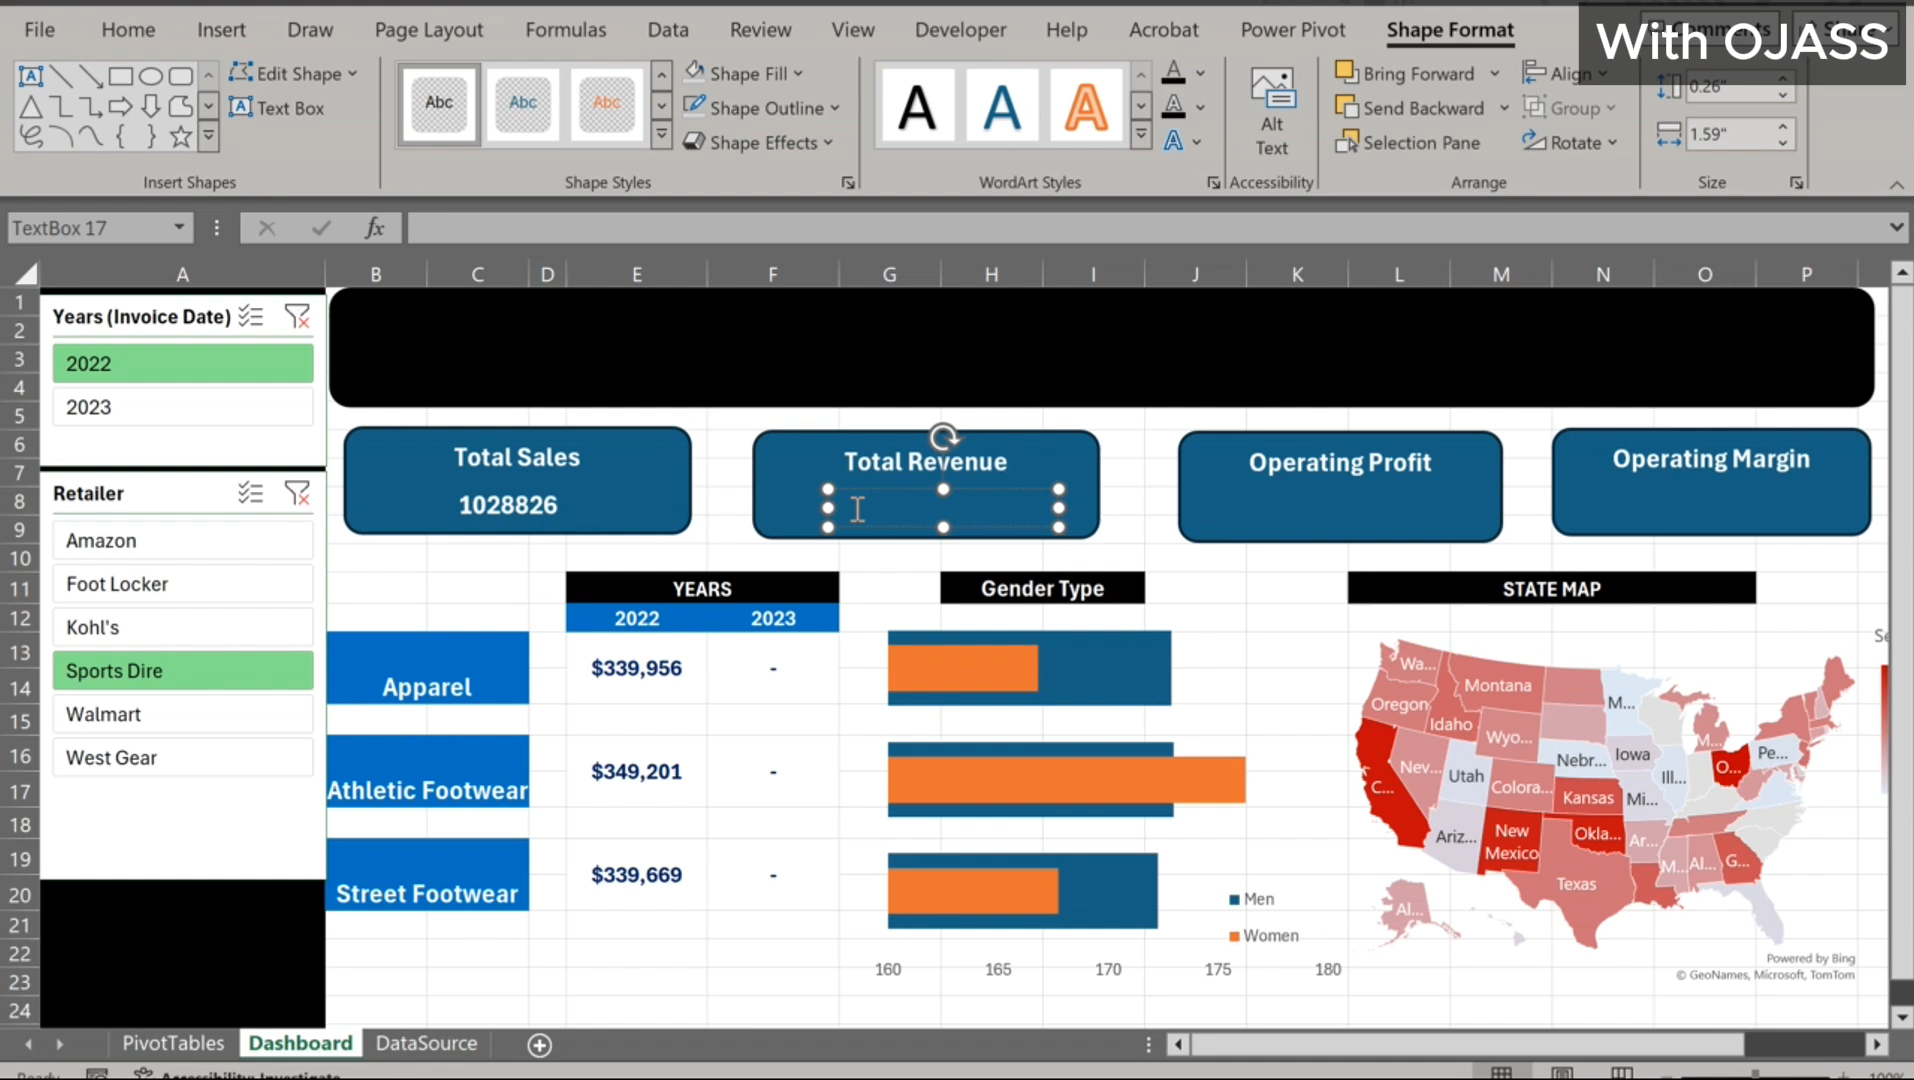 File Home Insert Draw Page Layout Formulas Data Review View Developer Help Acrobat Power Pivot Shape Format
With OJASS
Edit Shape
Text Box
Insert Shapes
Abc Abc Abc
Shape Fill
Shape Outline
Shape Effects
Shape Styles
A A A
WordArt Styles
Alt
Text
Accessibility
Bring Forward
Send Backward
Selection Pane
Align
Group
Rotate
Arrange
0.26"
1.59"
Size
TextBox 17
fx
A B C D E F G H I J K L M N O P
1
2
3
4
5
6
7
8
9
10
11
12
13
14
15
16
17
18
19
20
21
22
23
24
Years (Invoice Date)
2022
2023
Retailer
Amazon
Foot Locker
Kohl's
Sports Dire
Walmart
West Gear
Total Sales
1028826
Total Revenue
Operating Profit
Operating Margin
YEARS
2022 2023
Apparel $339,956 -
Athletic Footwear $349,201 -
Street Footwear $339,669 -
Gender Type
Men
Women
160 165 170 175 180
STATE MAP
Wa...
Montana
M...
Oregon
Idaho
Wyo...
M...
Nebr...
Iowa
Pe...
Nev...
Utah
Ill...
O...
C...
Colora...
Kansas
Mi...
Ariz...
New
Mexico
Okla...
Ar...
M...
Al...
G...
Texas
Al...
Powered by Bing
© GeoNames, Microsoft, TomTom
PivotTables Dashboard DataSource